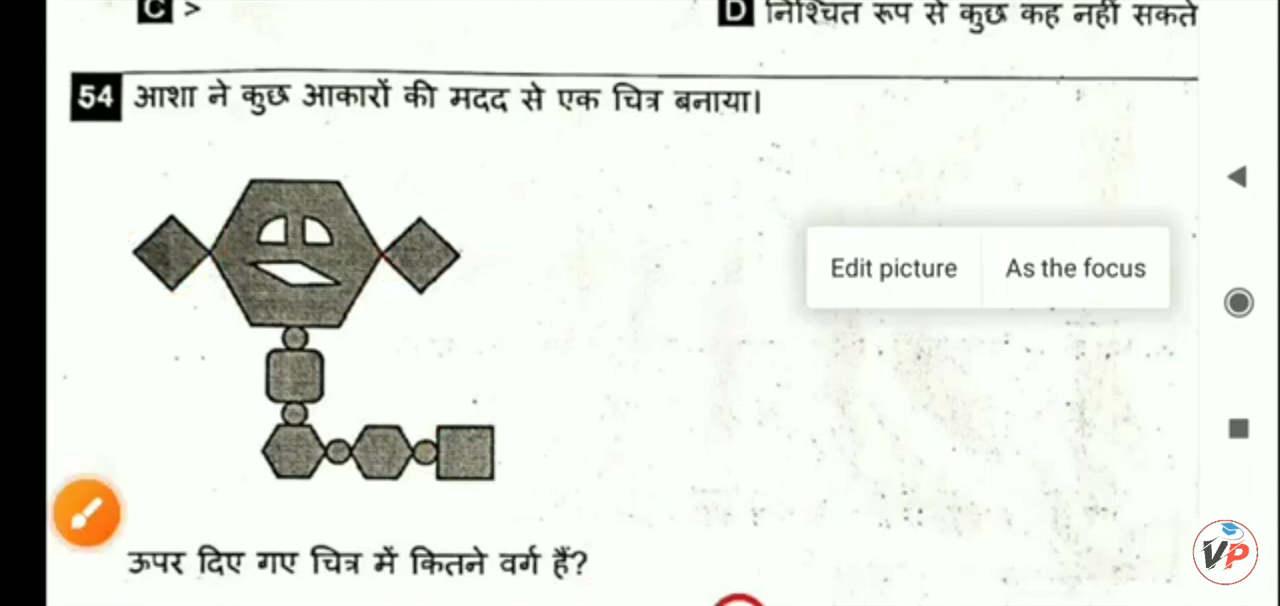 C >
D निश्चित रूप से कुछ कह नहीं सकते
54 आशा ने कुछ आकारों की मदद से एक चित्र बनाया।
Edit picture As the focus
ऊपर दिए गए चित्र में कितने वर्ग हैं?
VP